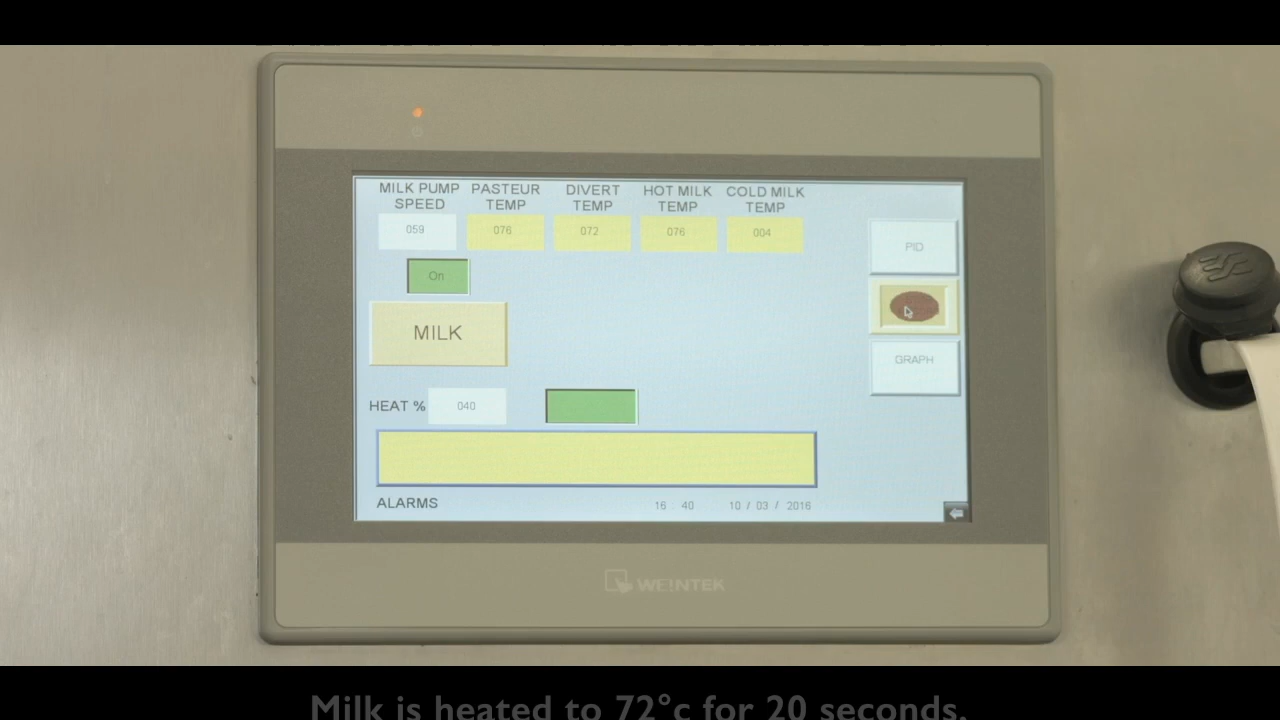 MILK PUMP SPEED
PASTEUR TEMP
DIVERT TEMP
HOT MILK TEMP
COLD MILK TEMP
059
076
072
076
004
On
MILK
PID
GRAPH
HEAT %
040
ALARMS
16 : 40
10 / 03 / 2016
WEINTEK
Milk is heated to 72°c for 20 seconds.